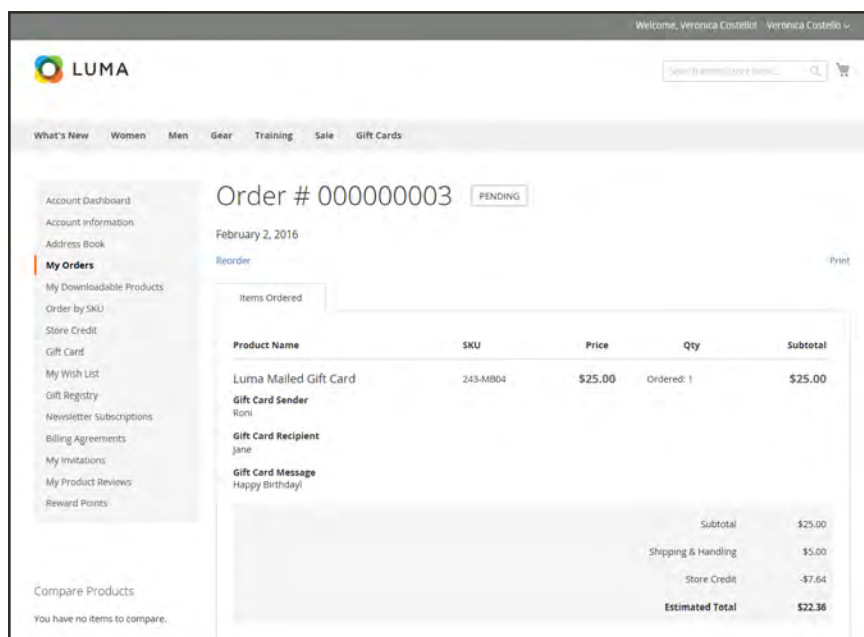 Welcome, Veronica Costello! Veronica Costello
LUMA
What's New Women Men Gear Training Sale Gift Cards
Account Dashboard
Account Information
Address Book
My Orders
My Downloadable Products
Order by SKU
Store Credit
Gift Card
My Wish List
Gift Registry
Newsletter Subscriptions
Billing Agreements
My Invitations
My Product Reviews
Reward Points
Compare Products
You have no items to compare.
Order # 000000003 PENDING
February 2, 2016
Reorder Print
Items Ordered
Product Name SKU Price Qty Subtotal
Luma Mailed Gift Card 243-MB04 $25.00 Ordered: 1 $25.00
Gift Card Sender
Roni
Gift Card Recipient
Jane
Gift Card Message
Happy Birthday!
Subtotal $25.00
Shipping & Handling $5.00
Store Credit -$7.64
Estimated Total $22.36